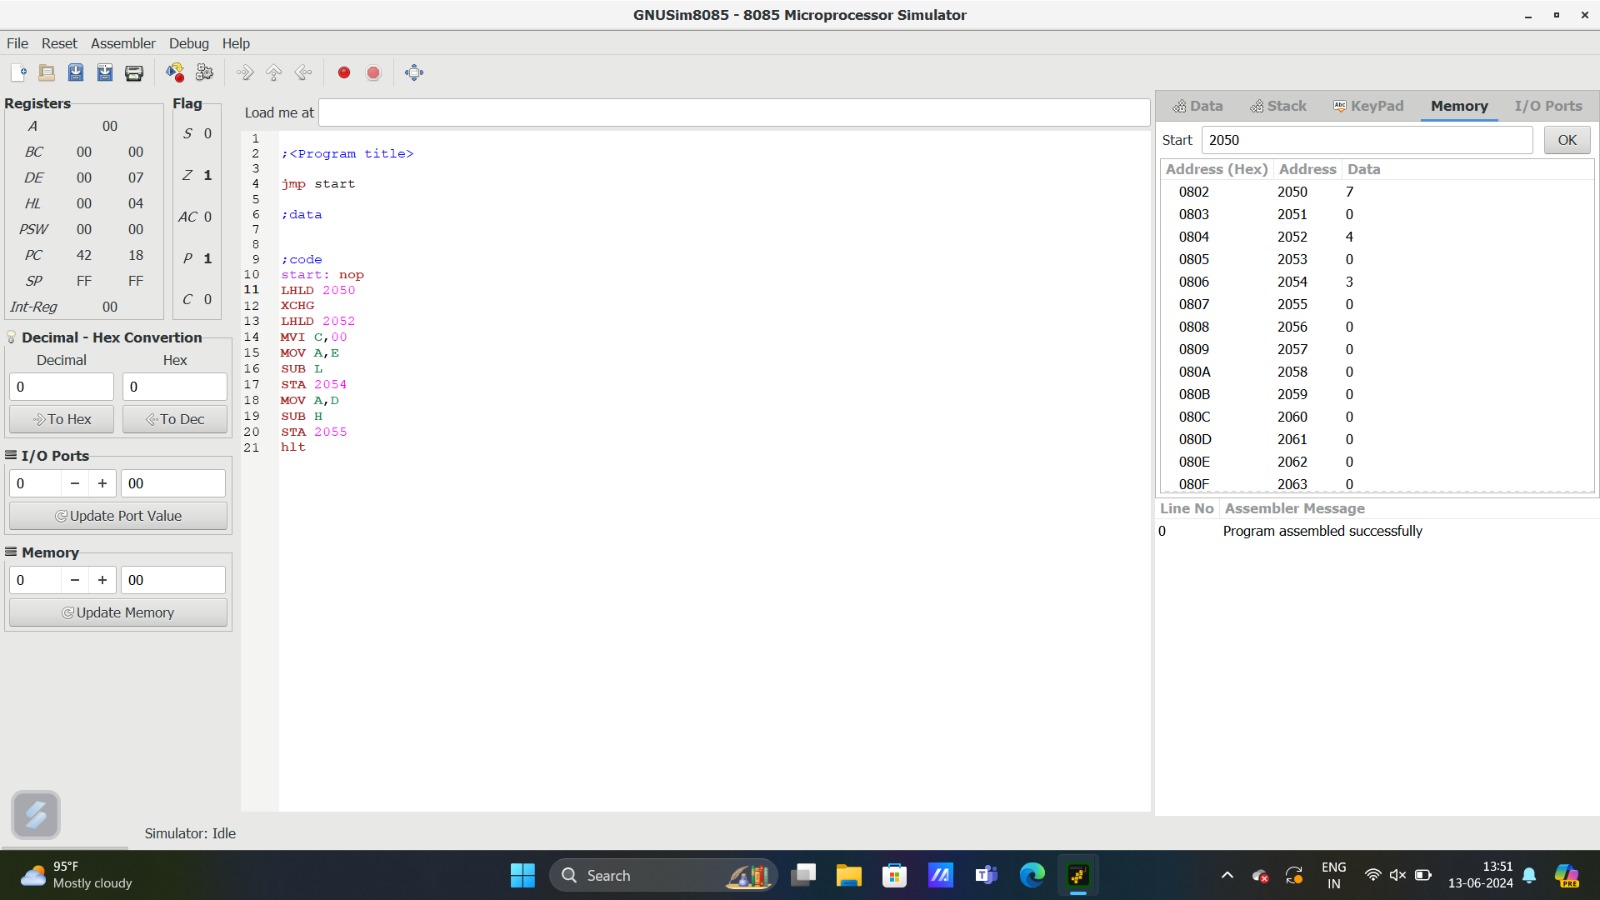 GNUSim8085 - 8085 Microprocessor Simulator
File Reset Assembler Debug Help
Registers
A 00
BC 00 00
DE 00 07
HL 00 04
PSW 00 00
PC 42 18
SP FF FF
Int-Reg 00
Flag
S 0
Z 1
AC 0
P 1
C 0
Decimal - Hex Convertion
Decimal Hex
0 0
To Hex To Dec
I/O Ports
0 - + 00
Update Port Value
Memory
0 - + 00
Update Memory
Load me at
1
2 ;<Program title>
3
4 jmp start
5
6 ;data
7
8
9 ;code
10 start: nop
11 LHLD 2050
12 XCHG
13 LHLD 2052
14 MVI C,00
15 MOV A,E
16 SUB L
17 STA 2054
18 MOV A,D
19 SUB H
20 STA 2055
21 hlt
Data Stack Abc KeyPad Memory I/O Ports
Start 2050 OK
Address (Hex) Address Data
0802 2050 7
0803 2051 0
0804 2052 4
0805 2053 0
0806 2054 3
0807 2055 0
0808 2056 0
0809 2057 0
080A 2058 0
080B 2059 0
080C 2060 0
080D 2061 0
080E 2062 0
080F 2063 0
Line No Assembler Message
0 Program assembled successfully
Simulator: Idle
95°F
Mostly cloudy
Search
ENG
IN
13:51
13-06-2024
PRE